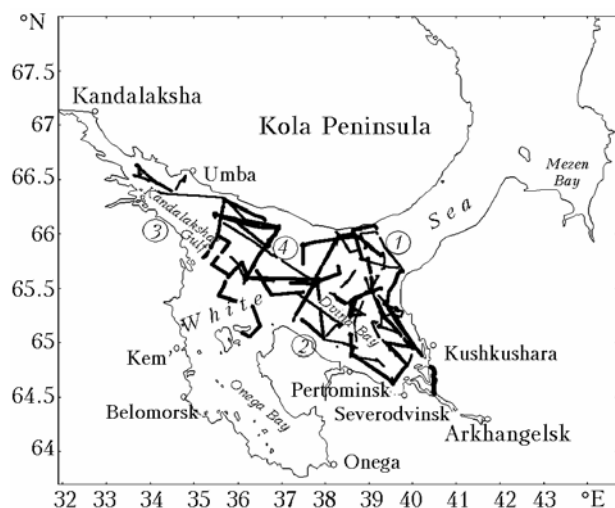 °N
67.5
67
66.5
66
65.5
65
64.5
64
32 33 34 35 36 37 38 39 40 41 42 43 °E
Kandalaksha
Kola Peninsula
Umba
Mezen
Bay
Sea
Kandalaksha
Gulf
1
3
4
White
Dvina Bay
2
Kem'
Kushkushara
Pertominsk
Severodvinsk
Belomorsk
Onega Bay
Arkhangelsk
Onega